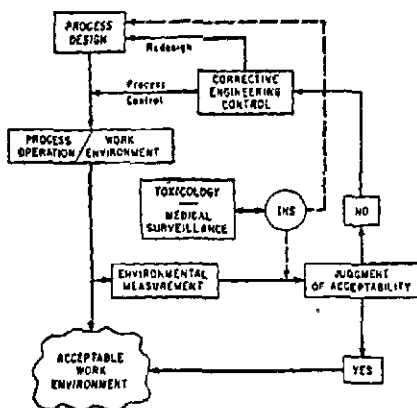 PROCESS
DESIGN
Redesign
CORRECTIVE
ENGINEERING
CONTROL
Process
Control
PROCESS / WORK
OPERATION / ENVIRONMENT
TOXICOLOGY
MEDICAL
SURVEILLANCE
IHS
NO
ENVIRONMENTAL
MEASUREMENT
JUDGMENT
OF ACCEPTABILITY
ACCEPTABLE
WORK
ENVIRONMENT
YES